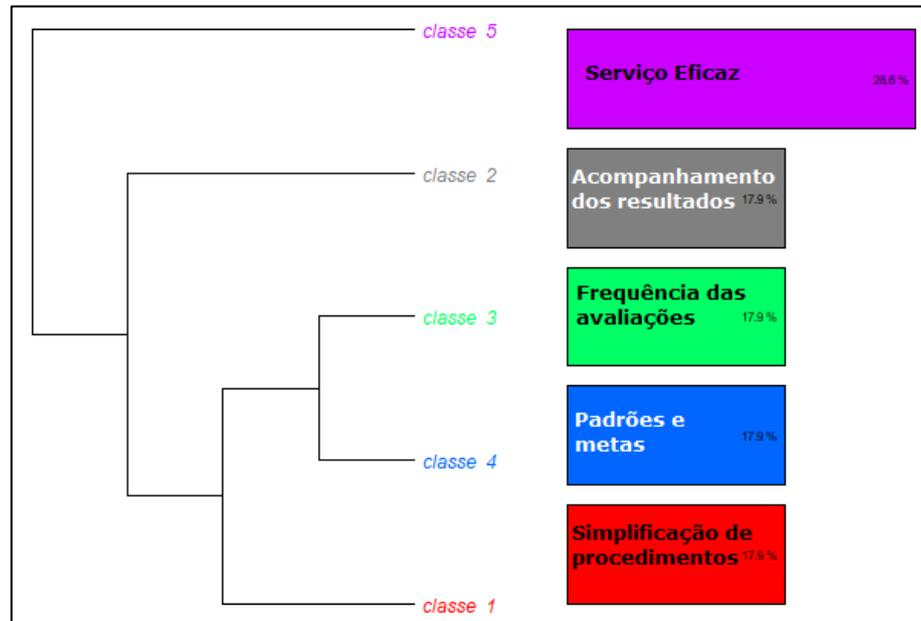 classe 5
Serviço Eficaz
28.6 %
classe 2
Acompanhamento
dos resultados 17.9 %
classe 3
Frequência das
avaliações 17.9 %
classe 4
Padrões e
metas 17.9 %
classe 1
Simplificação de
procedimentos 17.9 %